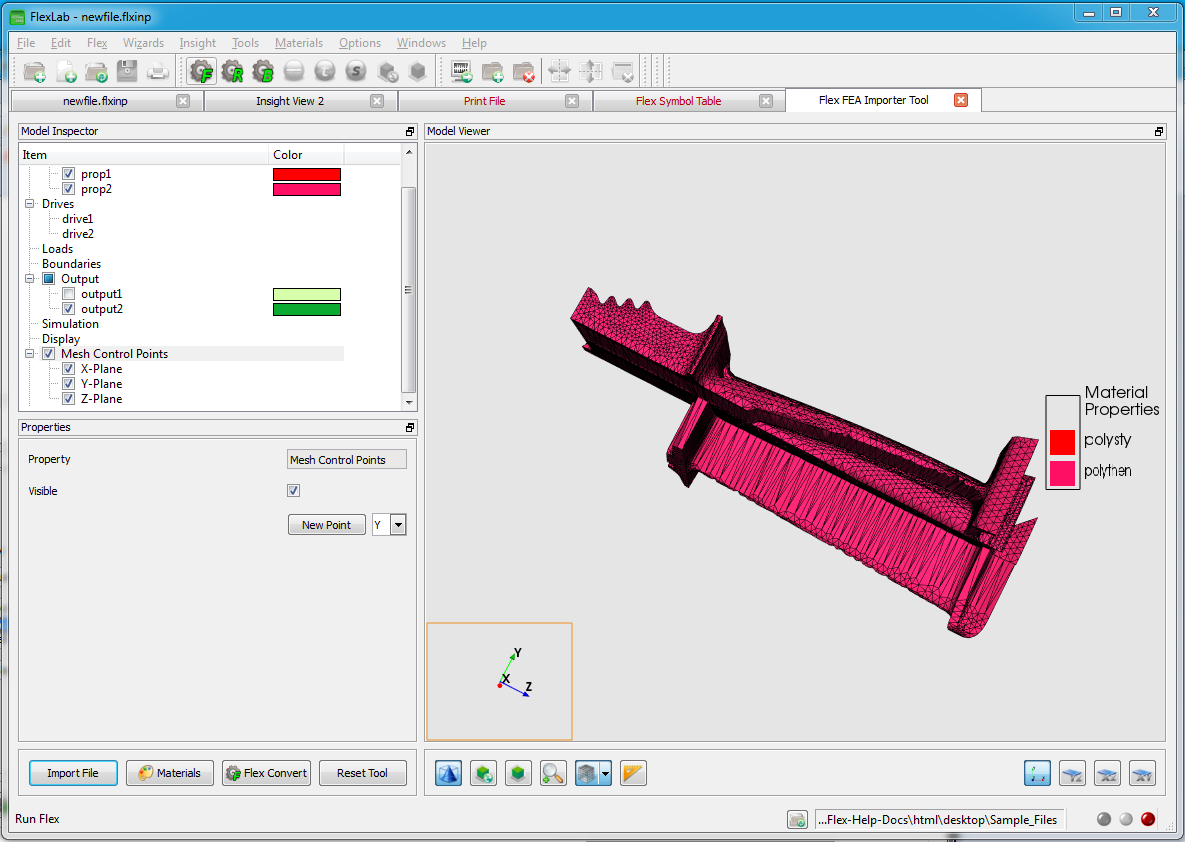 FlexLab - newfile.flxinp
File Edit Flex Wizards Insight Tools Materials Options Windows Help
F R B S
newfile.flxinp Insight View 2 Print File Flex Symbol Table Flex FEA Importer Tool
Model Inspector
Item Color
prop1
prop2
Drives
drive1
drive2
Loads
Boundaries
Output
output1
output2
Simulation
Display
Mesh Control Points
X-Plane
Y-Plane
Z-Plane
Properties
Property Mesh Control Points
Visible
New Point Y
Import File Materials Flex Convert Reset Tool
Model Viewer
Material
Properties
polysty
polythen
Y
X
Z
YZ XZ XY
Run Flex ...Flex-Help-Docs\html\desktop\Sample_Files